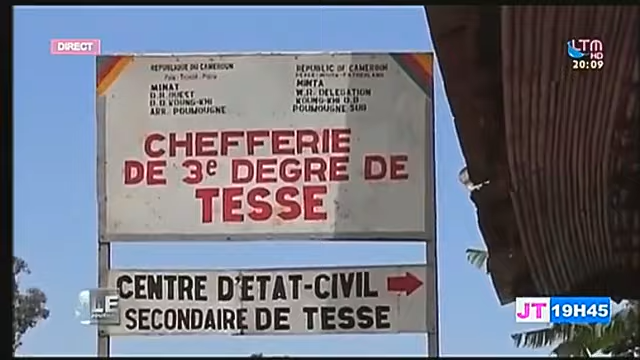 DIRECT
LTM
HD
20:09
REPUBLIQUE DU CAMEROUN
REPUBLIC OF CAMEROON
Paix - Travail - Patrie
PEACE-WORK-FATHERLAND
MINAT
MINTA
D.R OUEST
W.R. DELEGATION
D.D KOUNG-KHI
KOUNG-KHI D.D
ARR. POUMOUGNE
POUMOUGNE SUB
CHEFFERIE
DE 3e DEGRE DE
TESSE
CENTRE D'ETAT-CIVIL
SECONDAIRE DE TESSE
LE
JT 19H45